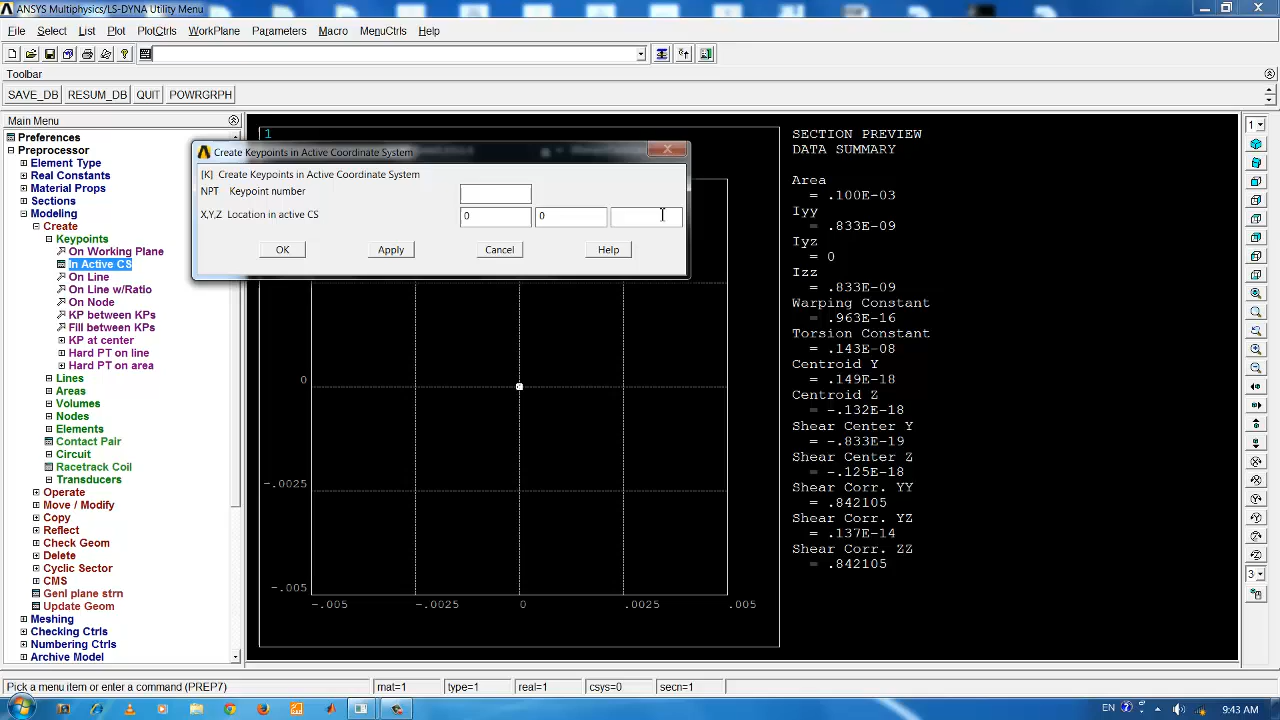 ANSYS Multiphysics/LS-DYNA Utility Menu
File Select List Plot PlotCtrls WorkPlane Parameters Macro MenuCtrls Help
Toolbar
SAVE_DB RESUM_DB QUIT POWRGRPH
Main Menu
Preferences
Preprocessor
Element Type
Real Constants
Material Props
Sections
Modeling
Create
Keypoints
On Working Plane
In Active CS
On Line
On Line w/Ratio
On Node
KP between KPs
Fill between KPs
KP at center
Hard PT on line
Hard PT on area
Lines
Areas
Volumes
Nodes
Elements
Contact Pair
Circuit
Racetrack Coil
Transducers
Operate
Move / Modify
Copy
Reflect
Check Geom
Delete
Cyclic Sector
CMS
Genl plane strn
Update Geom
Meshing
Checking Ctrls
Numbering Ctrls
Archive Model
1
Create Keypoints in Active Coordinate System
[K] Create Keypoints in Active Coordinate System
NPT Keypoint number
X,Y,Z Location in active CS 0 0
OK Apply Cancel Help
0
-.0025
-.005
-.005 -.0025 0 .0025 .005
SECTION PREVIEW
DATA SUMMARY
Area
= .100E-03
Iyy
= .833E-09
Iyz
= 0
Izz
= .833E-09
Warping Constant
= .963E-16
Torsion Constant
= .143E-08
Centroid Y
= .149E-18
Centroid Z
= -.132E-18
Shear Center Y
= -.833E-19
Shear Center Z
= -.125E-18
Shear Corr. YY
= .842105
Shear Corr. YZ
= .137E-14
Shear Corr. ZZ
= .842105
1
3
Pick a menu item or enter a command (PREP7) mat=1 type=1 real=1 csys=0 secn=1
EN 9:43 AM